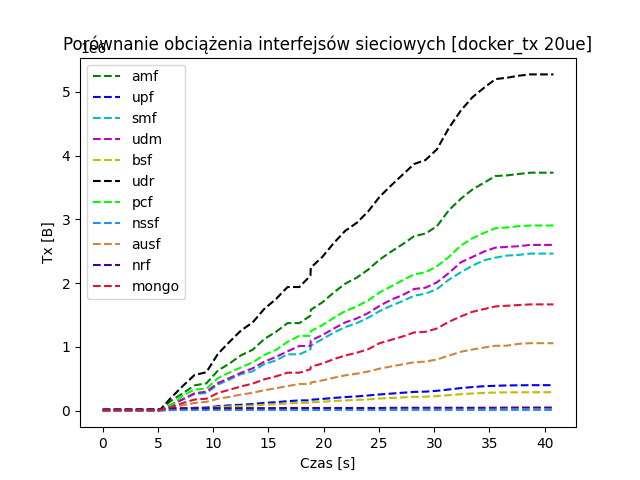 Porównanie obciążenia interfejsów sieciowych [docker_tx 20ue]
1e6
amf
upf
smf
udm
bsf
udr
pcf
nssf
ausf
nrf
mongo
5
4
3
2
1
0
Tx [B]
0 5 10 15 20 25 30 35 40
Czas [s]